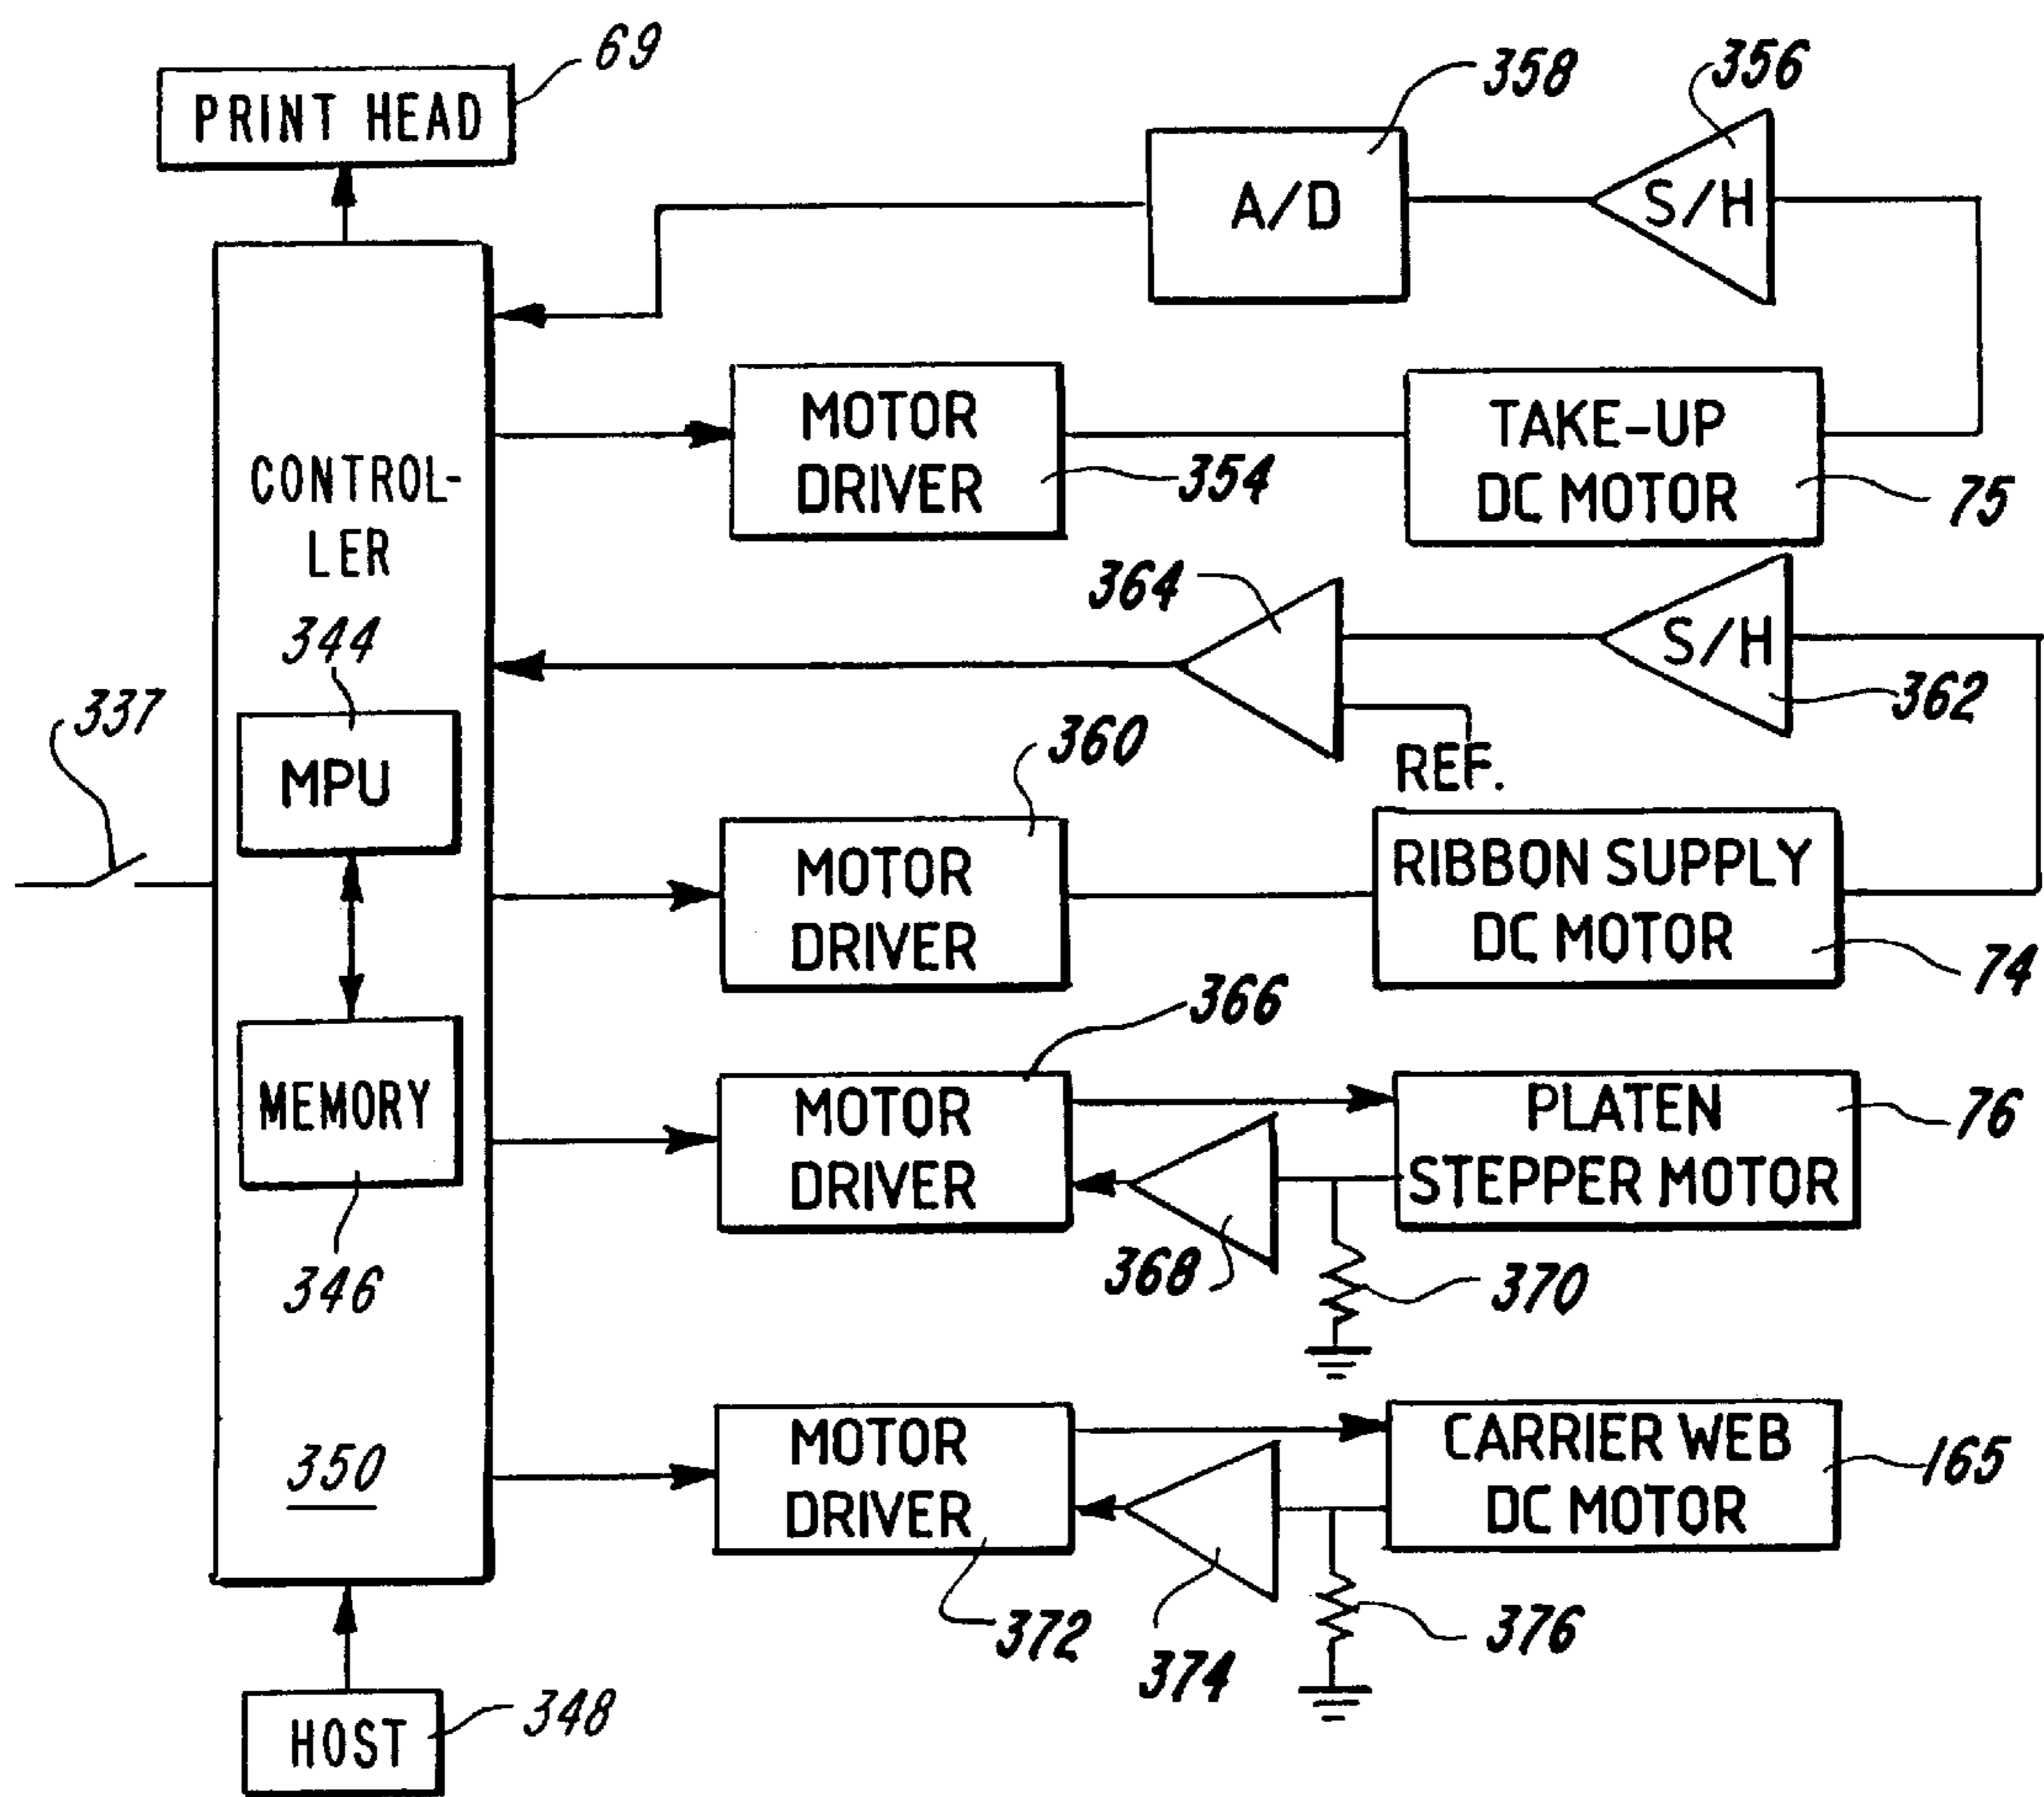 69
PRINT HEAD
358
356
A/D
S/H
MOTOR
DRIVER
354
TAKE-UP
DC MOTOR
75
CONTROL-
LER
364
S/H
362
REF.
344
MPU
337
360
MOTOR
DRIVER
RIBBON SUPPLY
DC MOTOR
74
366
MEMORY
346
MOTOR
DRIVER
PLATEN
STEPPER MOTOR
76
368
370
350
MOTOR
DRIVER
372
CARRIER WEB
DC MOTOR
165
374
376
HOST
348